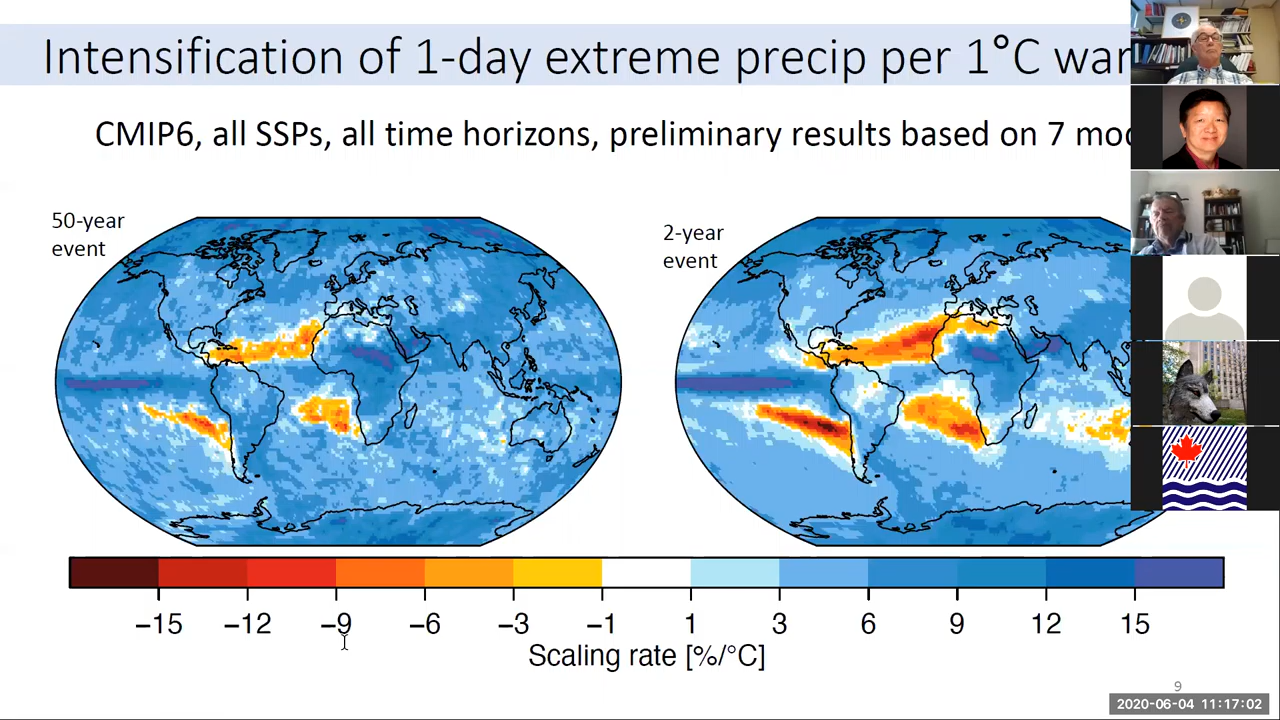 Intensification of 1-day extreme precip per 1°C
CMIP6, all SSPs, all time horizons, preliminary results based on 7
50-year
event
2-year
event
−15 −12 −9 −6 −3 −1 1 3 6 9 12 15
Scaling rate [%/°C]
9
2020-06-04 11:17:02